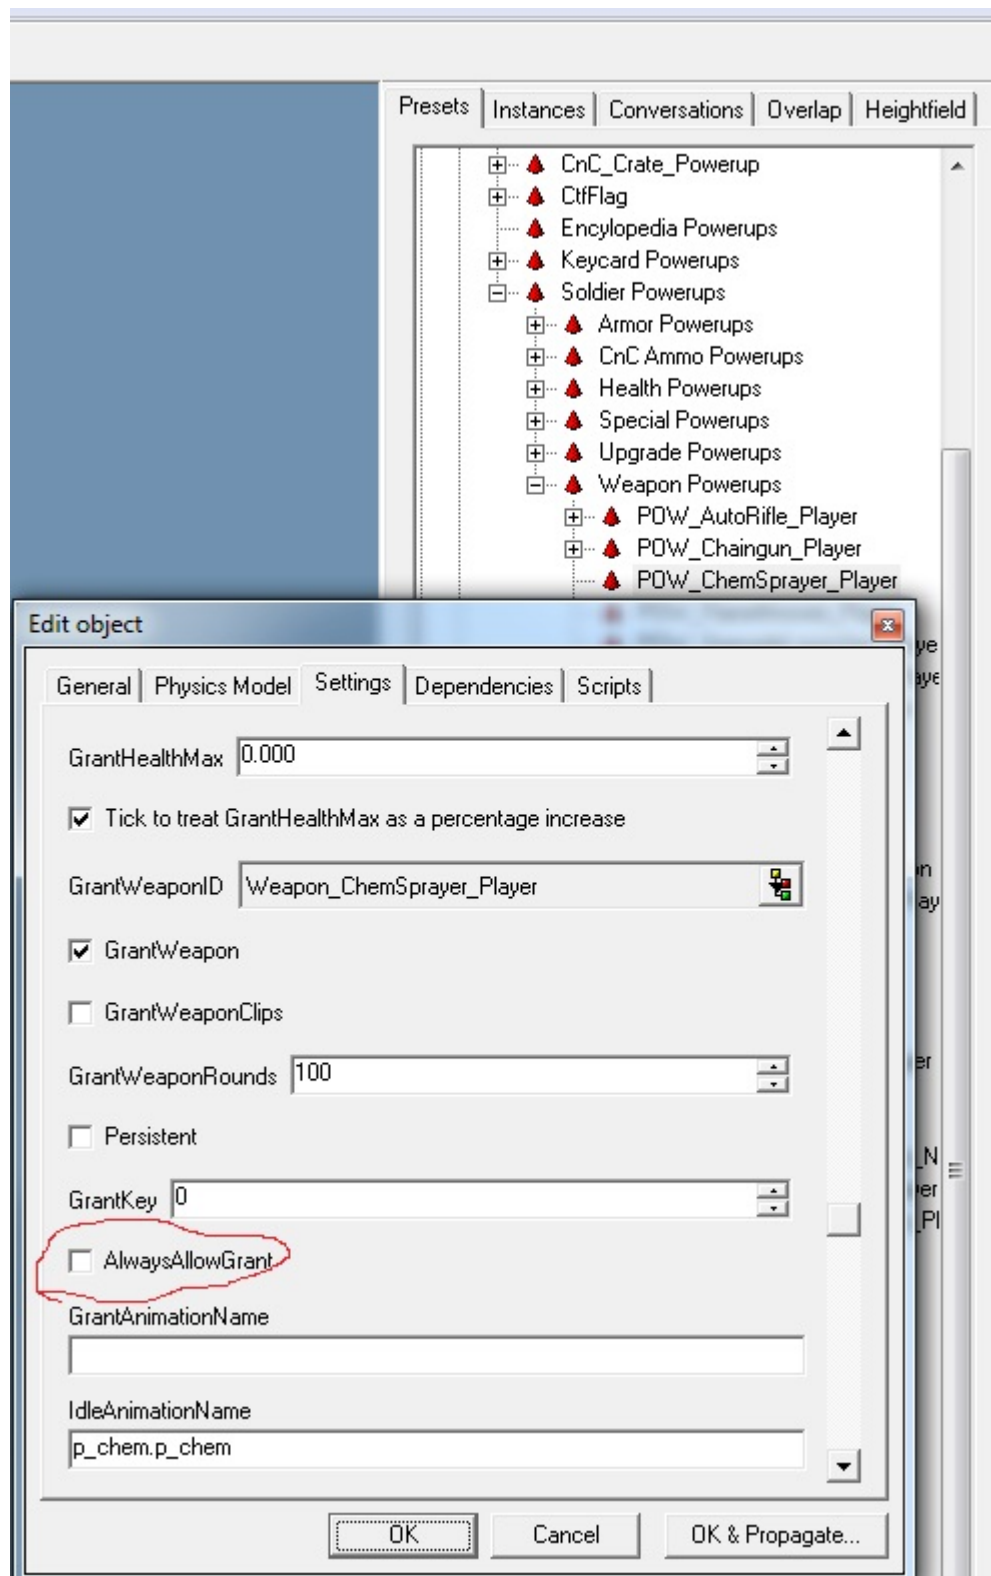 Presets Instances Conversations Overlap Heightfield
CnC_Crate_Powerup
CtfFlag
Encylopedia Powerups
Keycard Powerups
Soldier Powerups
Armor Powerups
CnC Ammo Powerups
Health Powerups
Special Powerups
Upgrade Powerups
Weapon Powerups
POW_AutoRifle_Player
POW_Chaingun_Player
POW_ChemSprayer_Player
Edit object
General Physics Model Settings Dependencies Scripts
GrantHealthMax 0.000
Tick to treat GrantHealthMax as a percentage increase
GrantWeaponID Weapon_ChemSprayer_Player
GrantWeapon
GrantWeaponClips
GrantWeaponRounds 100
Persistent
GrantKey 0
AlwaysAllowGrant
GrantAnimationName
IdleAnimationName
p_chem.p_chem
OK Cancel OK & Propagate...